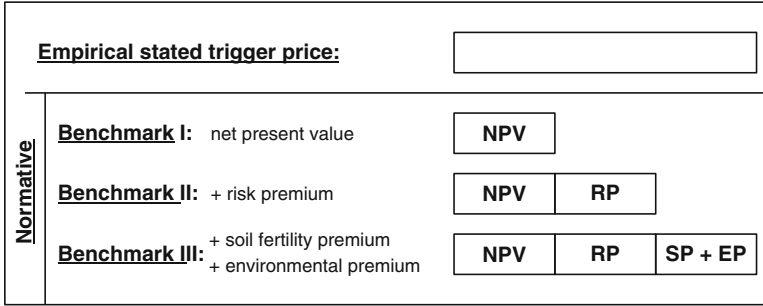 Empirical stated trigger price:
Normative
Benchmark I: net present value NPV
Benchmark II: + risk premium NPV RP
Benchmark III: + soil fertility premium
+ environmental premium NPV RP SP + EP